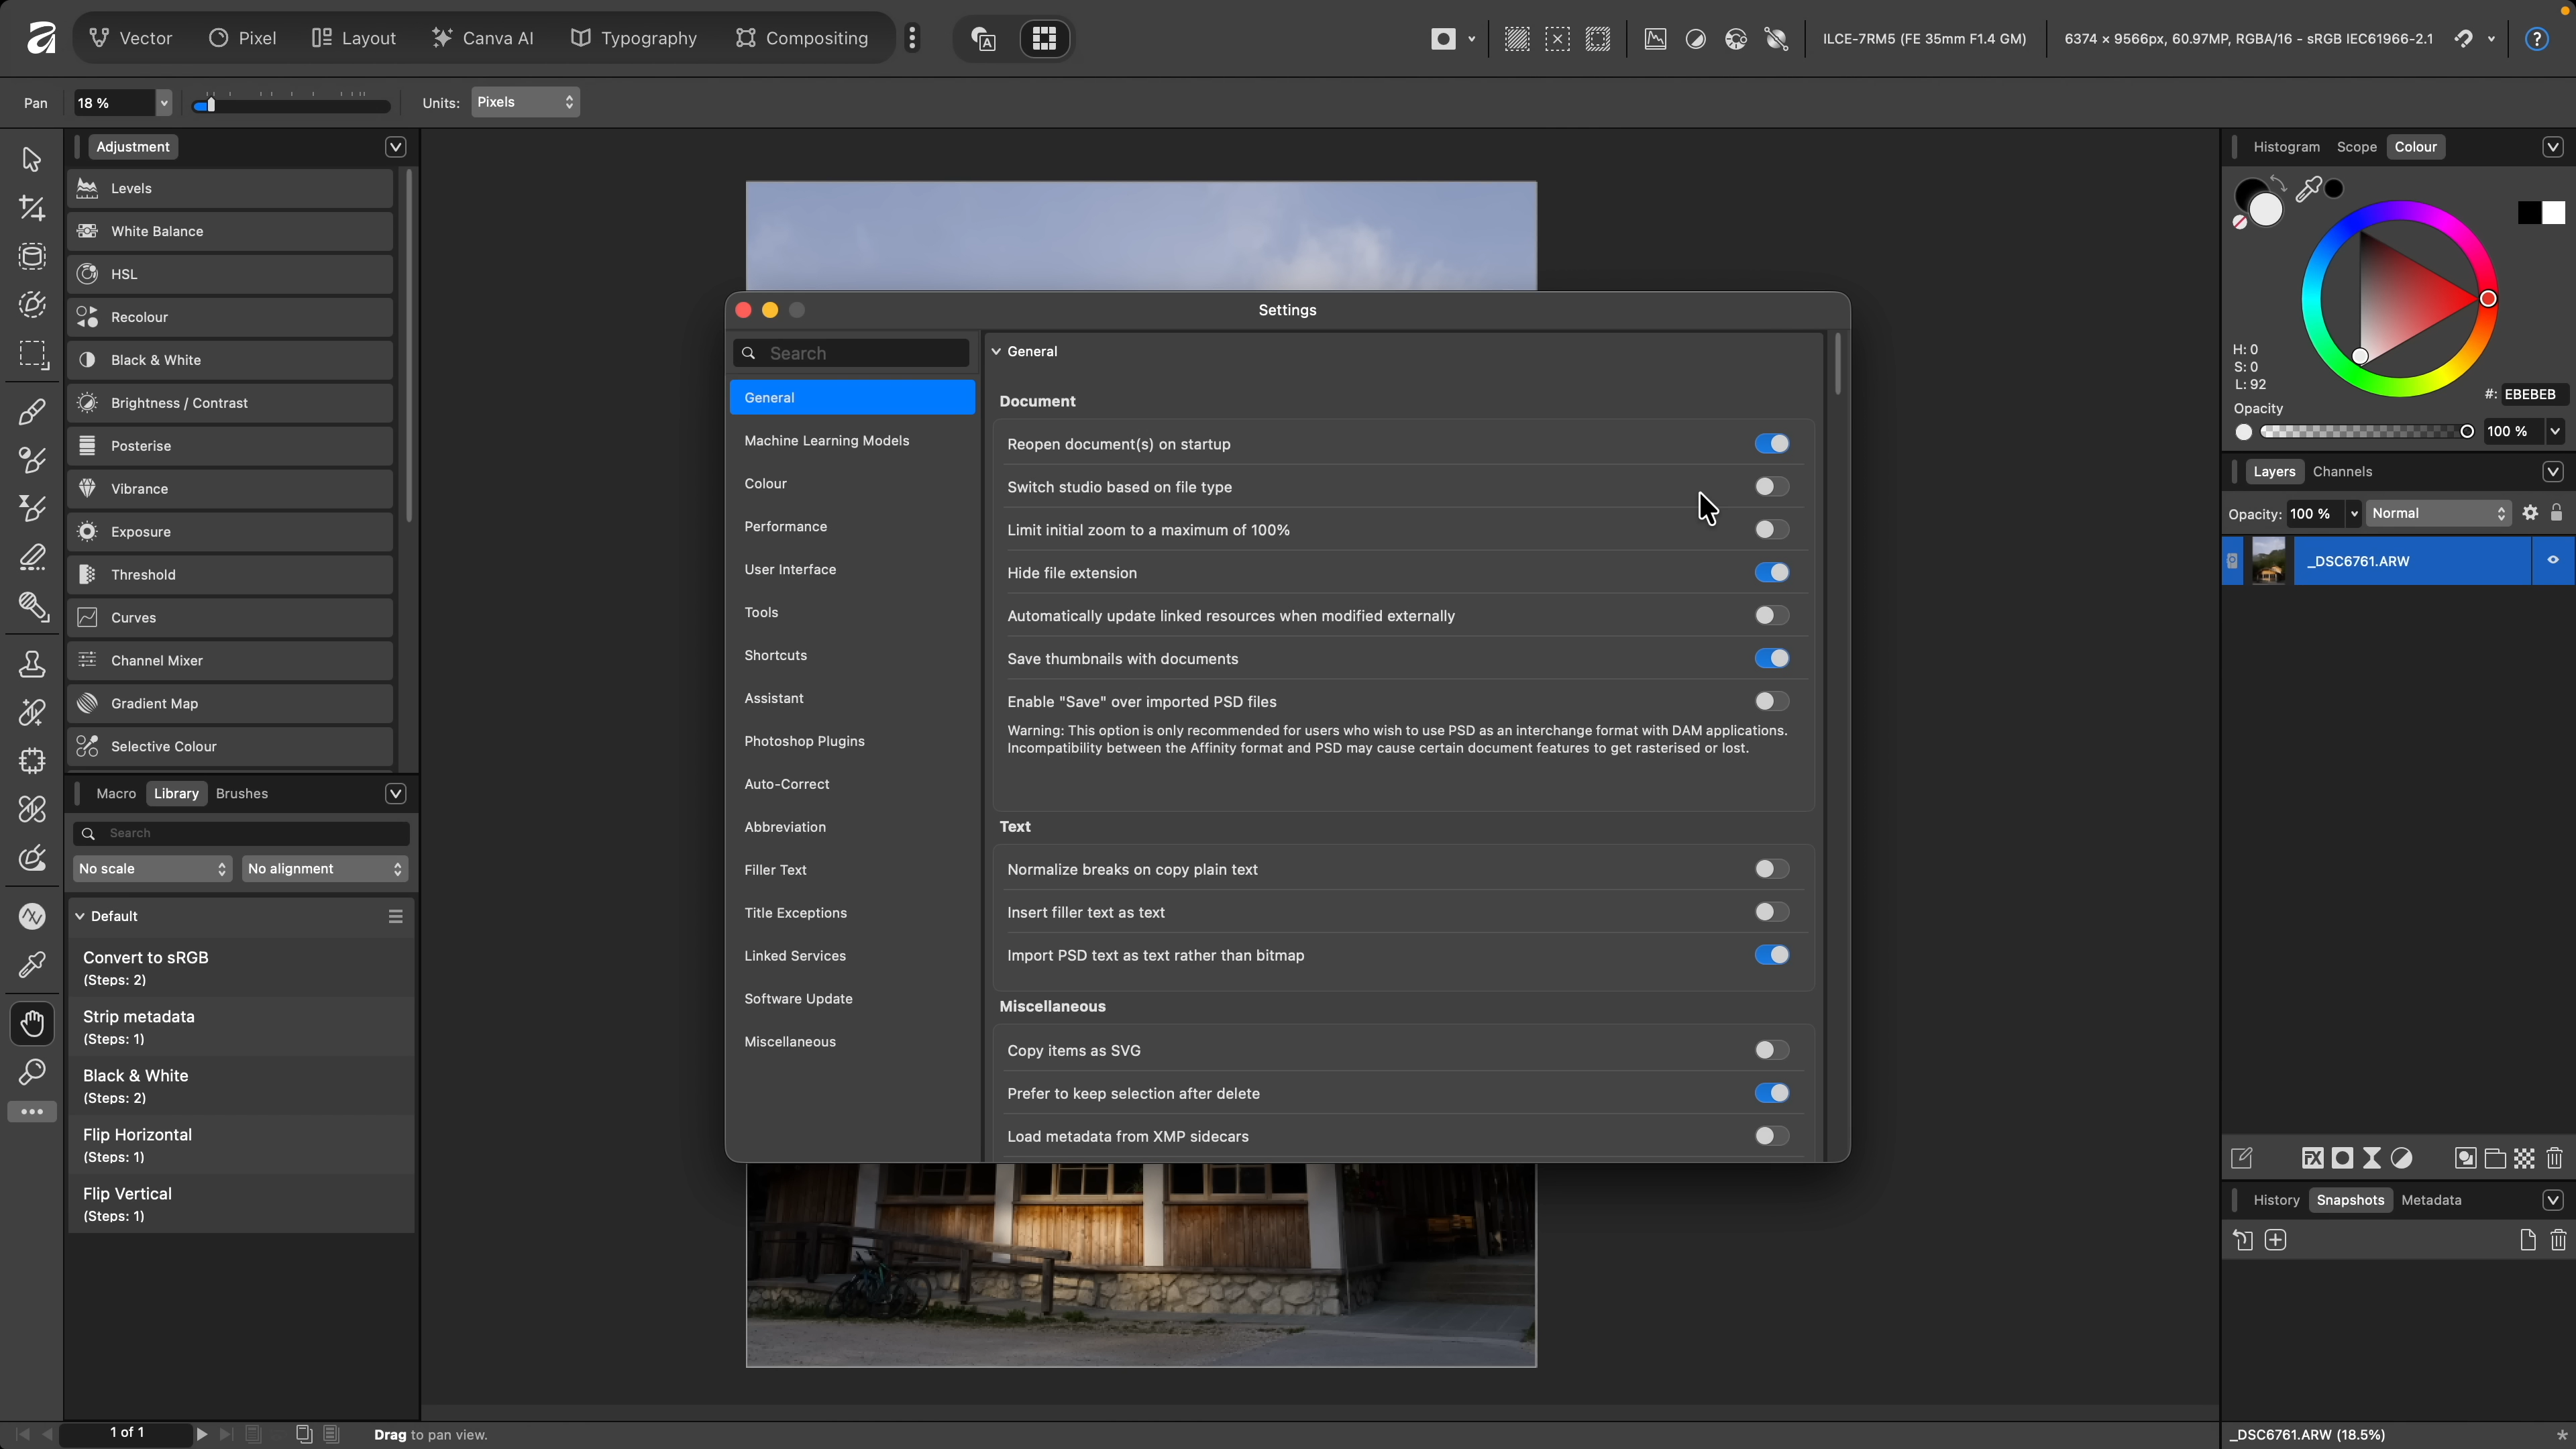 Vector
Pixel
Layout
Canva AI
Typography
Compositing
ILCE-7RM5 (FE 35mm F1.4 GM)
6374 × 9566px, 60.97MP, RGBA/16 - sRGB IEC61966-2.1
Pan
18 %
Units:
Pixels
Adjustment
Levels
White Balance
HSL
Recolour
Black & White
Brightness / Contrast
Posterise
Vibrance
Exposure
Threshold
Curves
Channel Mixer
Gradient Map
Selective Colour
Macro
Library
Brushes
Search
No scale
No alignment
Default
Convert to sRGB
(Steps: 2)
Strip metadata
(Steps: 1)
Black & White
(Steps: 2)
Flip Horizontal
(Steps: 1)
Flip Vertical
(Steps: 1)
1 of 1
Drag to pan view.
Settings
Search
General
Machine Learning Models
Colour
Performance
User Interface
Tools
Shortcuts
Assistant
Photoshop Plugins
Auto-Correct
Abbreviation
Filler Text
Title Exceptions
Linked Services
Software Update
Miscellaneous
General
Document
Reopen document(s) on startup
Switch studio based on file type
Limit initial zoom to a maximum of 100%
Hide file extension
Automatically update linked resources when modified externally
Save thumbnails with documents
Enable "Save" over imported PSD files
Warning: This option is only recommended for users who wish to use PSD as an interchange format with DAM applications.
Incompatibility between the Affinity format and PSD may cause certain document features to get rasterised or lost.
Text
Normalize breaks on copy plain text
Insert filler text as text
Import PSD text as text rather than bitmap
Miscellaneous
Copy items as SVG
Prefer to keep selection after delete
Load metadata from XMP sidecars
Histogram
Scope
Colour
H: 0
S: 0
L: 92
#: EBEBEB
Opacity
100 %
Layers
Channels
Opacity: 100 %
Normal
_DSC6761.ARW
History
Snapshots
Metadata
_DSC6761.ARW (18.5%)